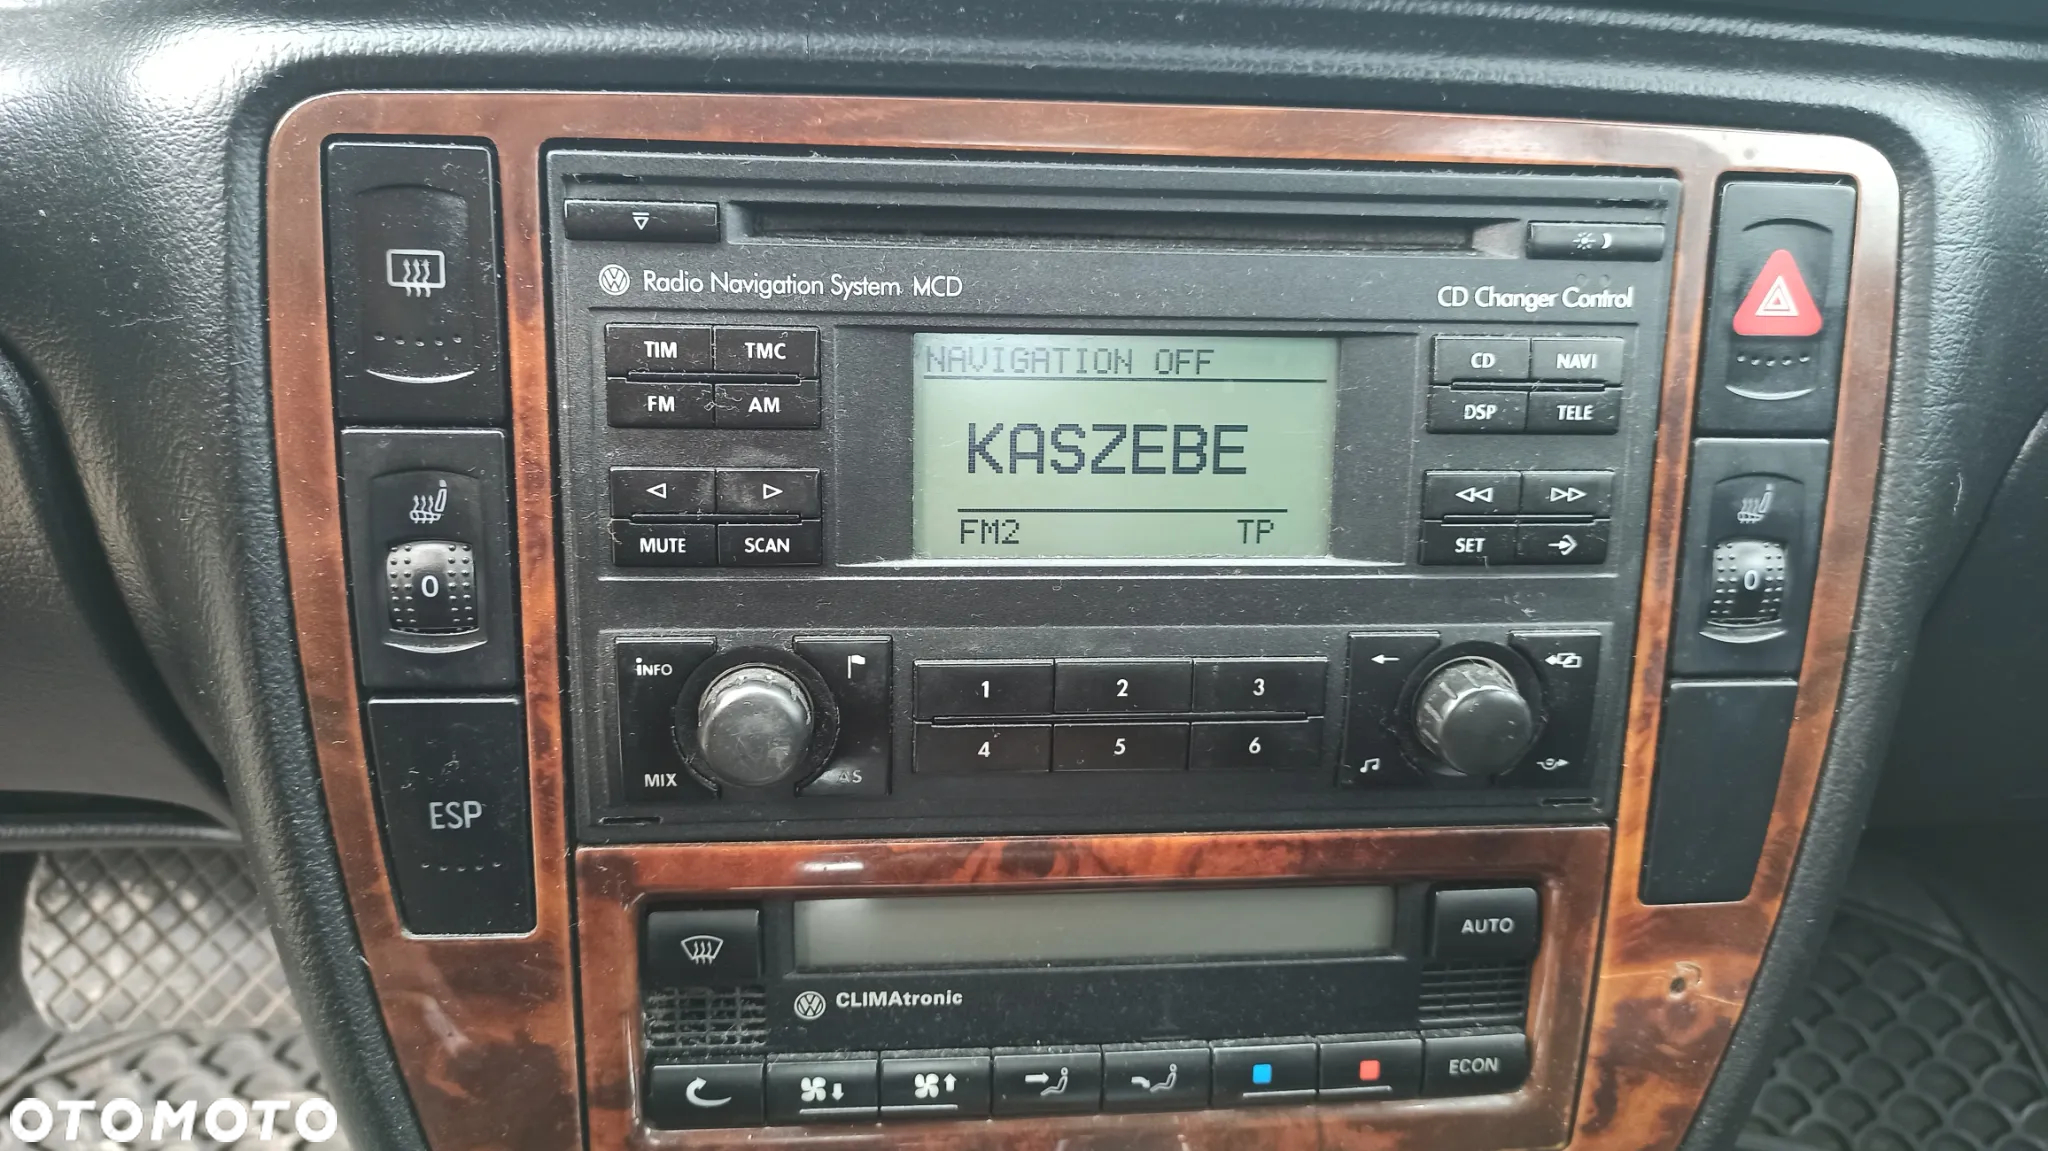 Radio Navigation System MCD
CD Changer Control
TIM
TMC
FM
AM
NAVIGATION OFF
KASZEBE
FM2
TP
CD
NAVI
DSP
TELE
MUTE
SCAN
SET
0
0
INFO
MIX
AS
1
2
3
4
5
6
ESP
AUTO
CLIMAtronic
ECON
OTOMOTO